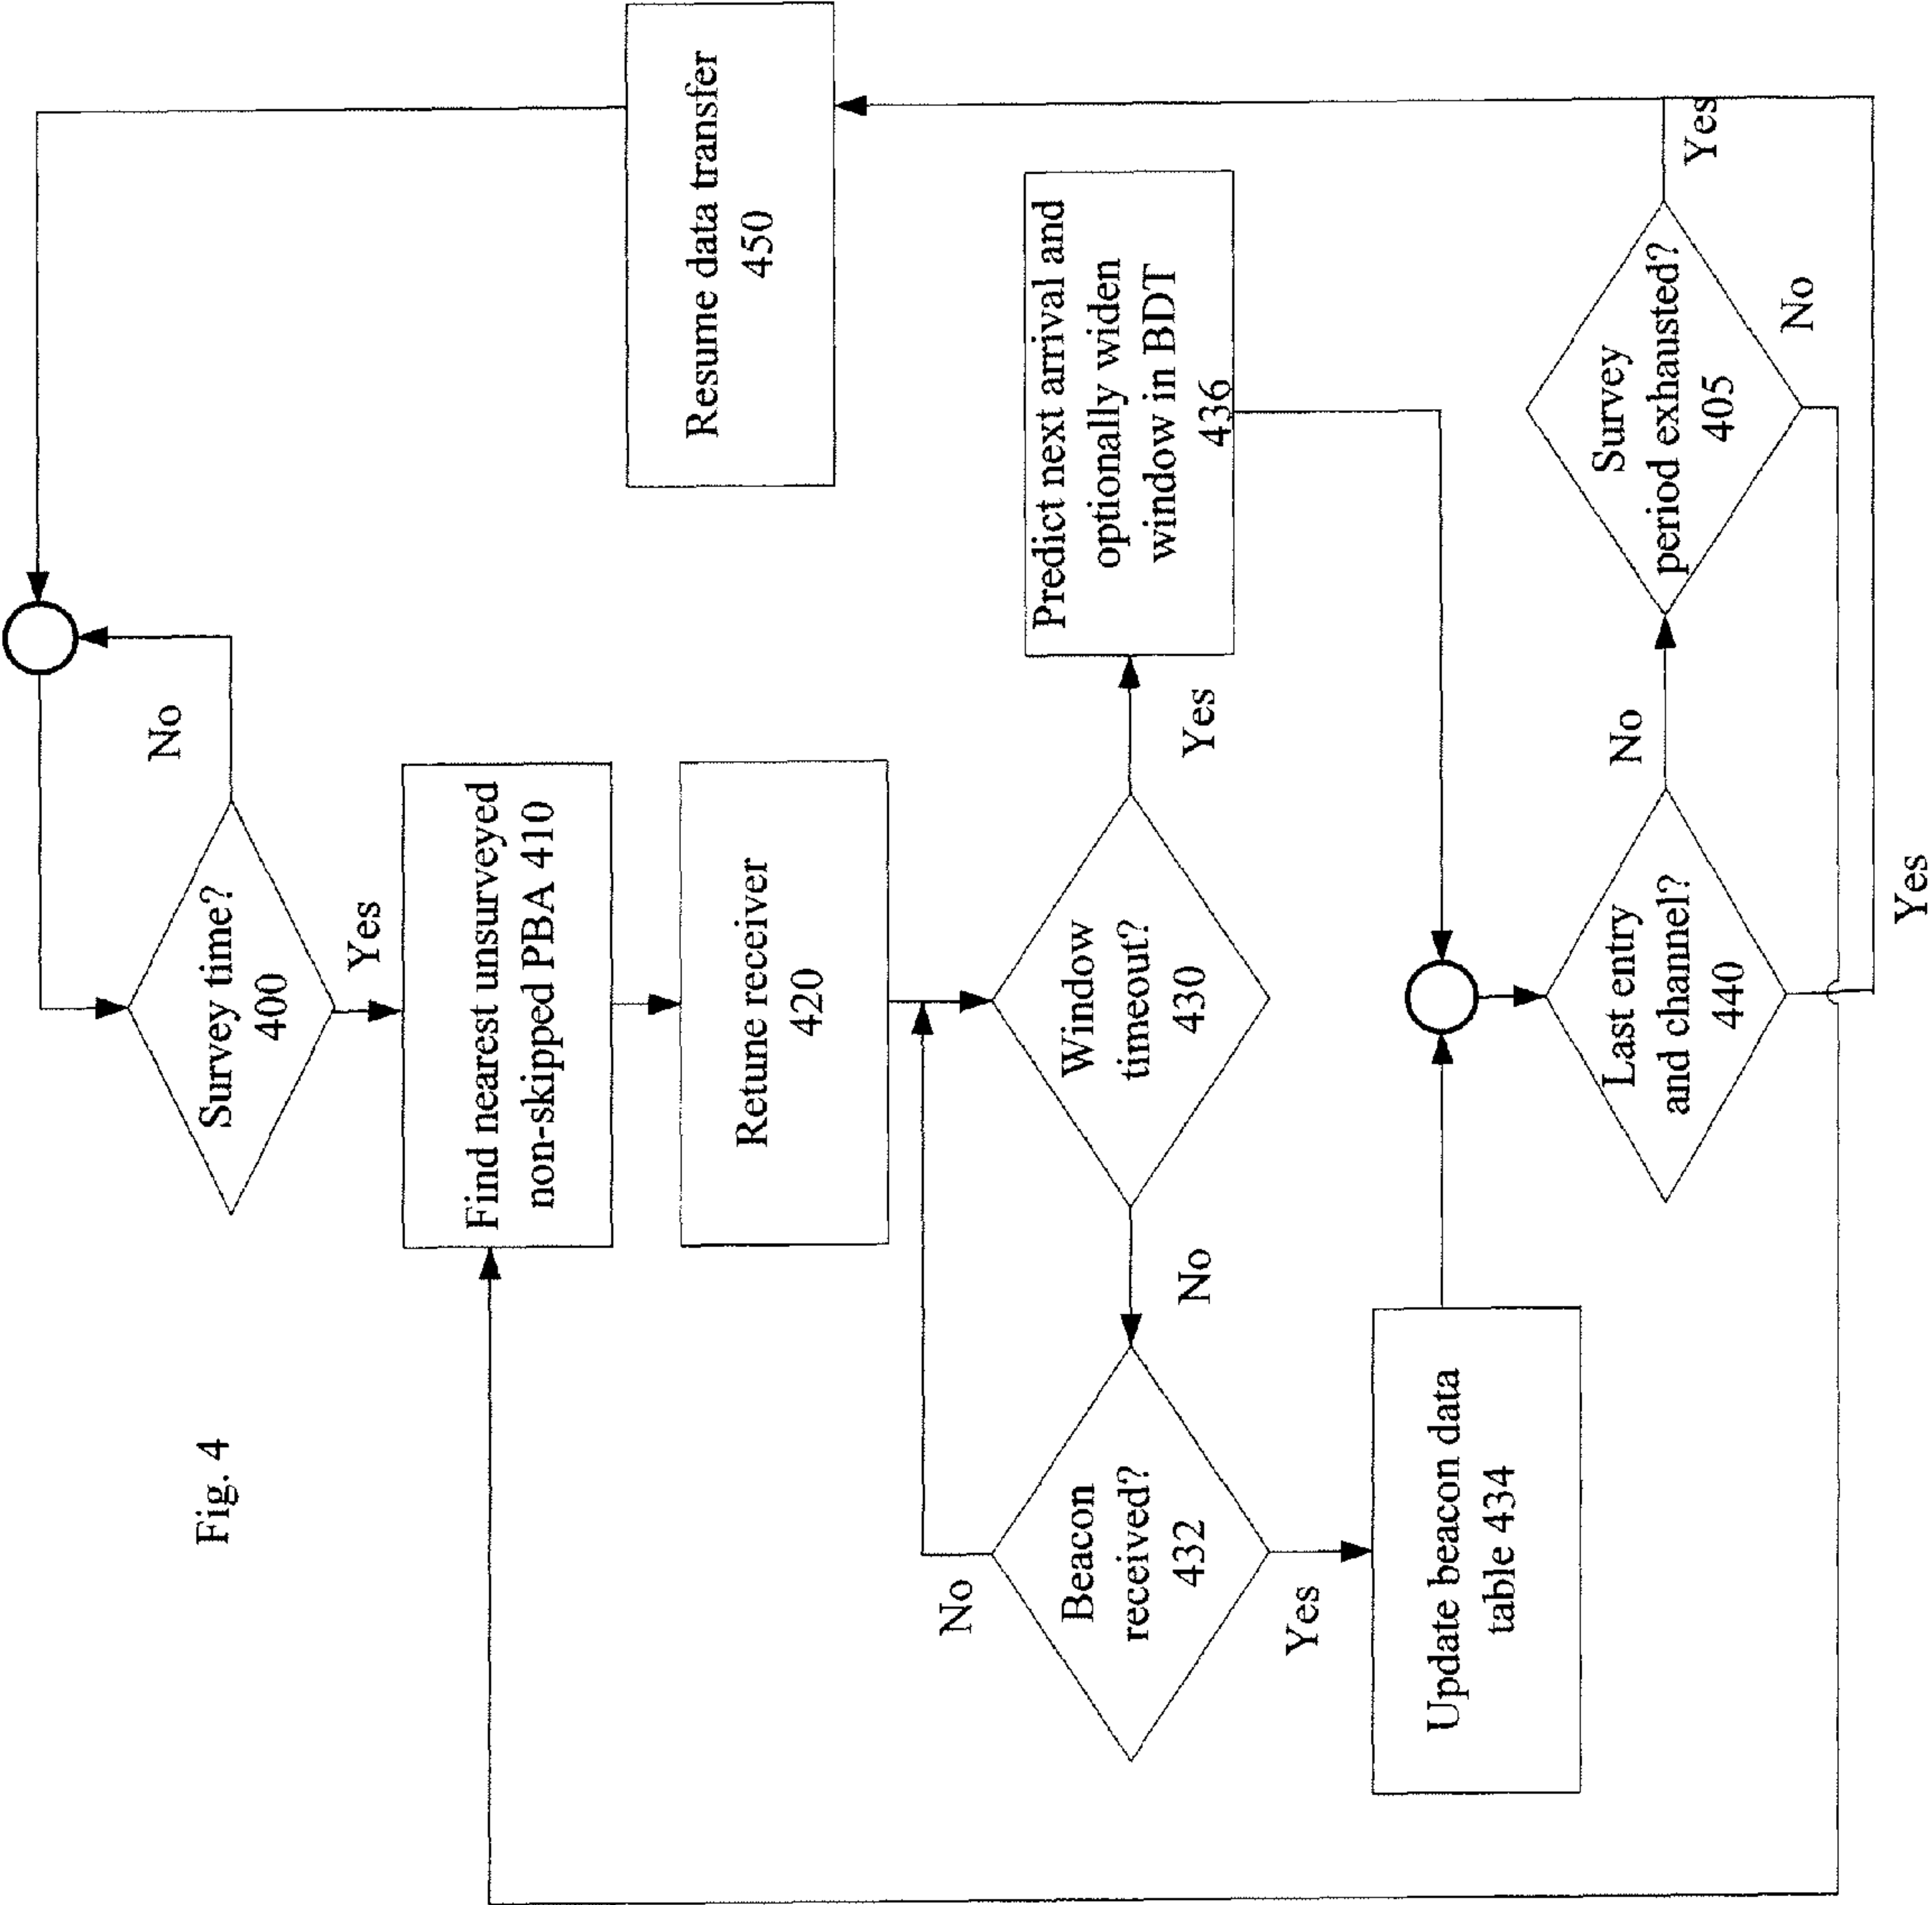 Fig. 4
Survey time?
400
No
Yes
Find nearest unsurveyed
non-skipped PBA 410
Retune receiver
420
Window
timeout?
430
No
Yes
Beacon
received?
432
No
Yes
Update beacon data
table 434
Predict next arrival and
optionally widen
window in BDT
436
Last entry
and channel?
440
No
Yes
Survey
period exhausted?
405
Yes
No
Resume data transfer
450